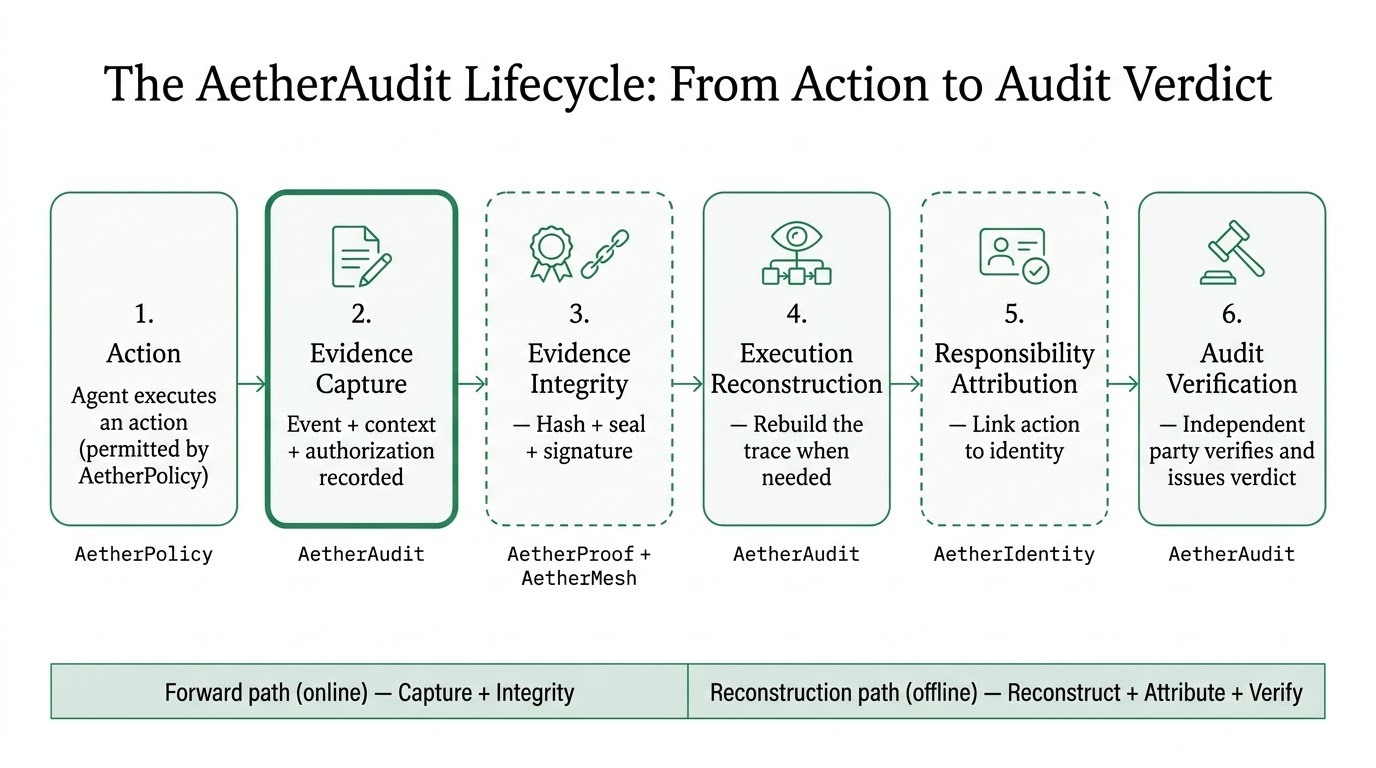 The AetherAudit Lifecycle: From Action to Audit Verdict
1.
Action
Agent executes
an action
(permitted by
AetherPolicy)
AetherPolicy
2.
Evidence
Capture
Event + context
+ authorization
recorded
AetherAudit
3.
Evidence
Integrity
— Hash + seal
+ signature
AetherProof +
AetherMesh
4.
Execution
Reconstruction
— Rebuild the
trace when
needed
AetherAudit
5.
Responsibility
Attribution
— Link action
to identity
AetherIdentity
6.
Audit
Verification
— Independent
party verifies and
issues verdict
AetherAudit
Forward path (online) — Capture + Integrity
Reconstruction path (offline) — Reconstruct + Attribute + Verify